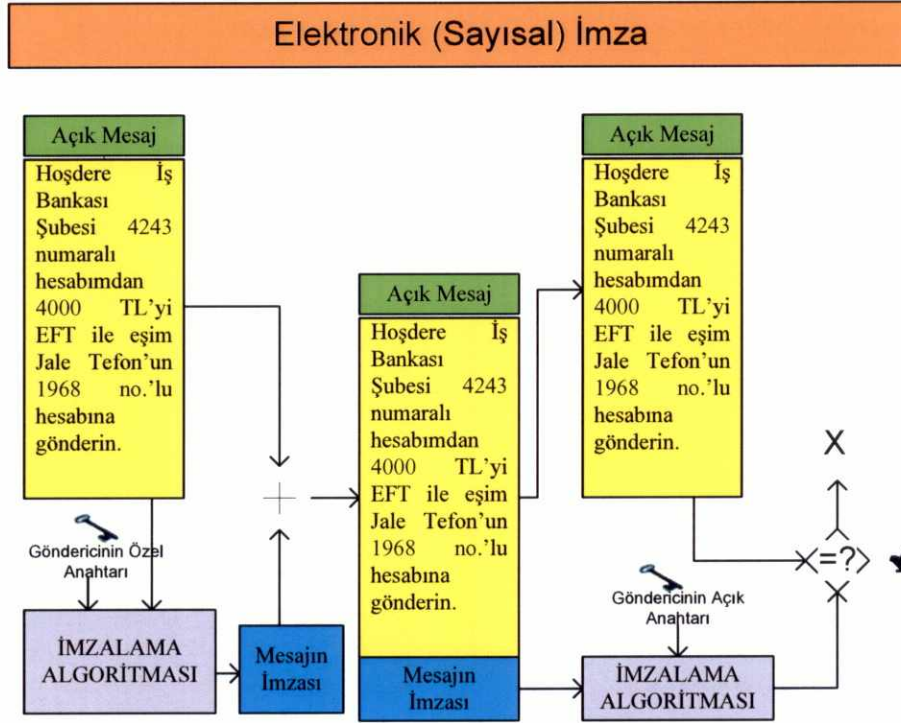 Elektronik (Sayısal) İmza
Açık Mesaj
Hoşdere İş
Bankası
Şubesi 4243
numaralı
hesabımdan
4000 TL'yi
EFT ile eşim
Jale Tefon'un
1968 no.'lu
hesabına
gönderin.
Göndericinin Özel
Anahtarı
İMZALAMA
ALGORİTMASI
Mesajın
İmzası
+
Açık Mesaj
Hoşdere İş
Bankası
Şubesi 4243
numaralı
hesabımdan
4000 TL'yi
EFT ile eşim
Jale Tefon'un
1968 no.'lu
hesabına
gönderin.
Mesajın
İmzası
Açık Mesaj
Hoşdere İş
Bankası
Şubesi 4243
numaralı
hesabımdan
4000 TL'yi
EFT ile eşim
Jale Tefon'un
1968 no.'lu
hesabına
gönderin.
Göndericinin Açık
Anahtarı
İMZALAMA
ALGORİTMASI
X
=?